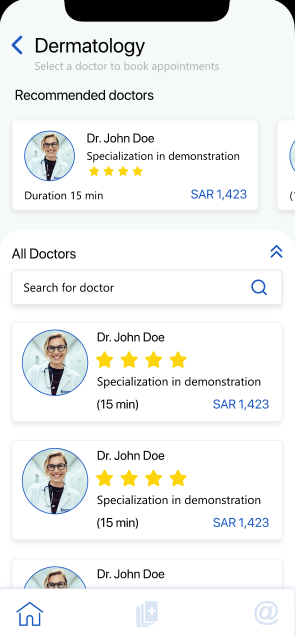 Dermatology
Select a doctor to book appointments
Recommended doctors
Dr. John Doe
Specialization in demonstration
Duration 15 min
SAR 1,423
(
All Doctors
Search for doctor
Dr. John Doe
Specialization in demonstration
(15 min)
SAR 1,423
Dr. John Doe
Specialization in demonstration
(15 min)
SAR 1,423
Dr. John Doe
@